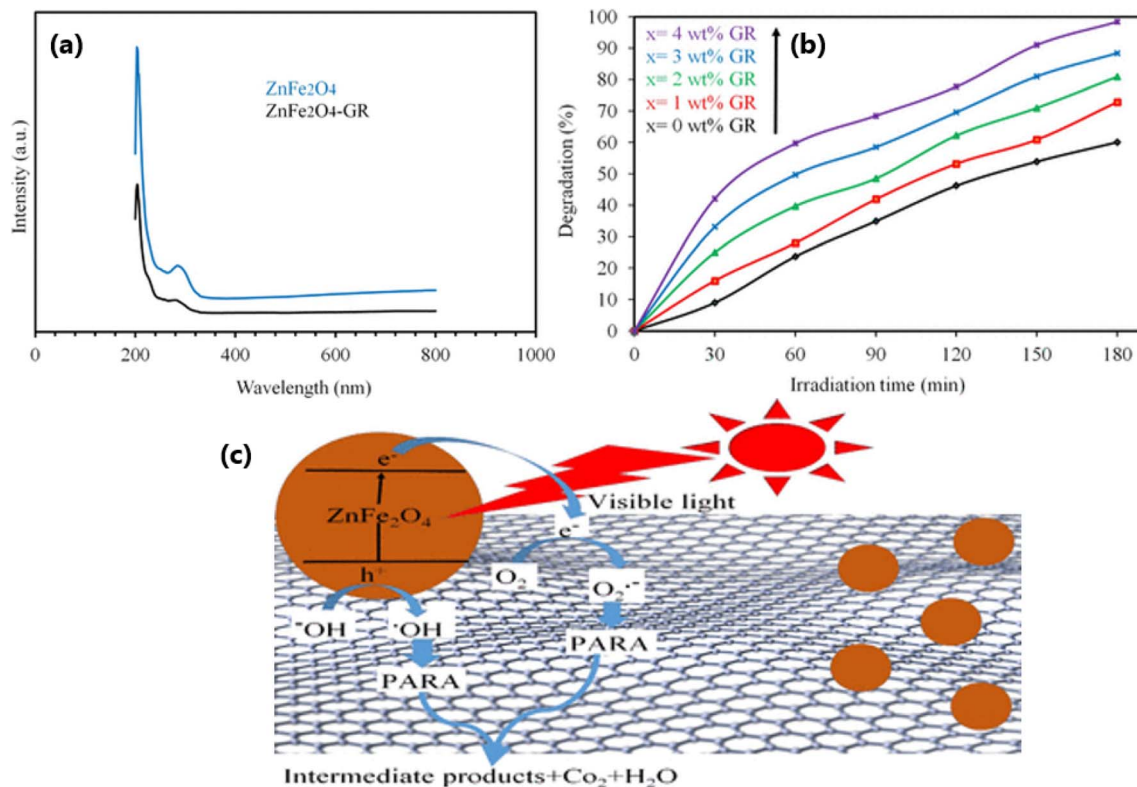 (a)
ZnFe2O4
ZnFe2O4-GR
Intensity (a.u.)
0 200 400 600 800 1000
Wavelength (nm)
(b)
x= 4 wt% GR
x= 3 wt% GR
x= 2 wt% GR
x= 1 wt% GR
x= 0 wt% GR
Degradation (%)
100
90
80
70
60
50
40
30
20
10
0
0 30 60 90 120 150 180
Irradiation time (min)
(c)
e⁻
ZnFe₂O₄
h⁺
Visible light
e⁻
O₂
O₂•⁻
⁻OH
•OH
PARA
PARA
Intermediate products+Co₂+H₂O